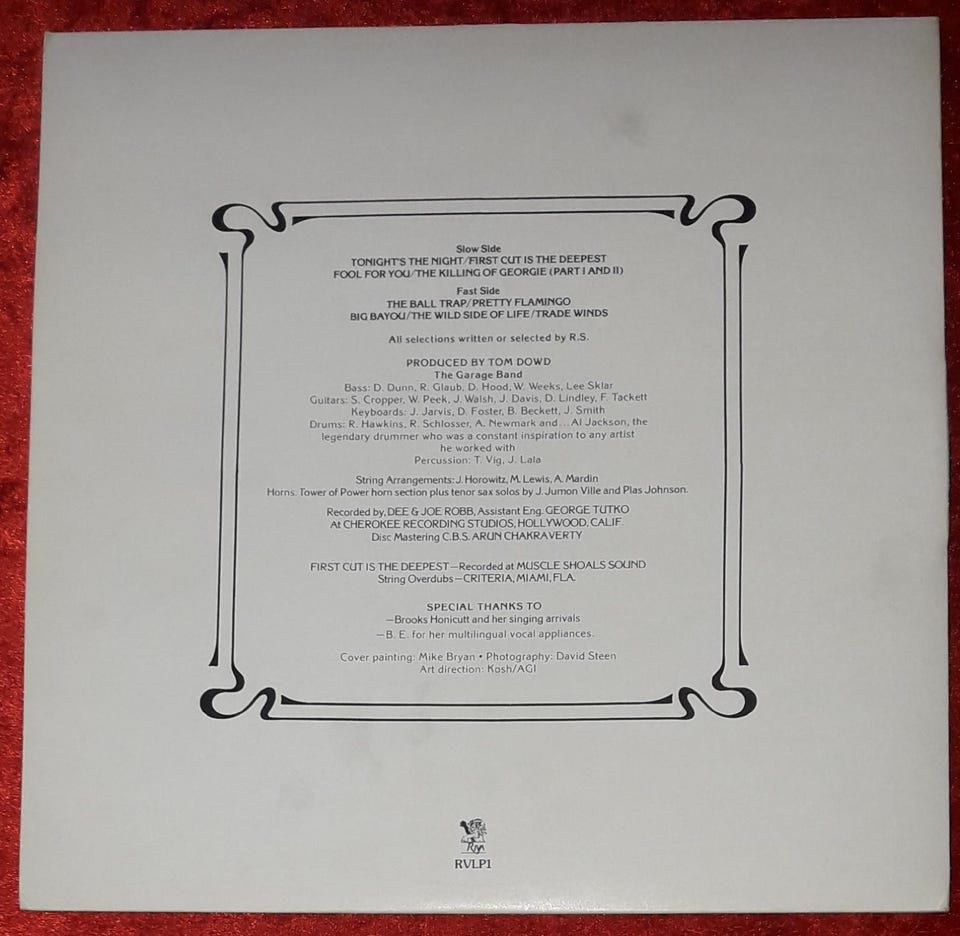 Slow Side
TONIGHT'S THE NIGHT/FIRST CUT IS THE DEEPEST
FOOL FOR YOU/THE KILLING OF GEORGIE (PART I AND II)
Fast Side
THE BALL TRAP/PRETTY FLAMINGO
BIG BAYOU/THE WILD SIDE OF LIFE/TRADE WINDS
All selections written or selected by R.S.
PRODUCED BY TOM DOWD
The Garage Band
Bass: D. Dunn, R. Glaub, D. Hood, W. Weeks, Lee Sklar
Guitars: S. Cropper, W. Peek, J. Walsh, J. Davis, D. Lindley, F. Tackett
Keyboards: J. Jarvis, D. Foster, B. Beckett, J. Smith
Drums: R. Hawkins, R. Schlosser, A. Newmark and...Al Jackson, the
legendary drummer who was a constant inspiration to any artist
he worked with
Percussion: T. Vig, J. Lala
String Arrangements: J. Horowitz, M. Lewis, A. Mardin
Horns. Tower of Power horn section plus tenor sax solos by J. Jumon Ville and Plas Johnson.
Recorded by, DEE & JOE ROBB, Assistant Eng. GEORGE TUTKO
At CHEROKEE RECORDING STUDIOS, HOLLYWOOD, CALIF.
Disc Mastering C.B.S. ARUN CHAKRAVERTY
FIRST CUT IS THE DEEPEST—Recorded at MUSCLE SHOALS SOUND
String Overdubs—CRITERIA, MIAMI, FLA.
SPECIAL THANKS TO
—Brooks Honicutt and her singing arrivals
—B. E. for her multilingual vocal appliances.
Cover painting: Mike Bryan • Photography: David Steen
Art direction: Kosh/AGI
RVLP1